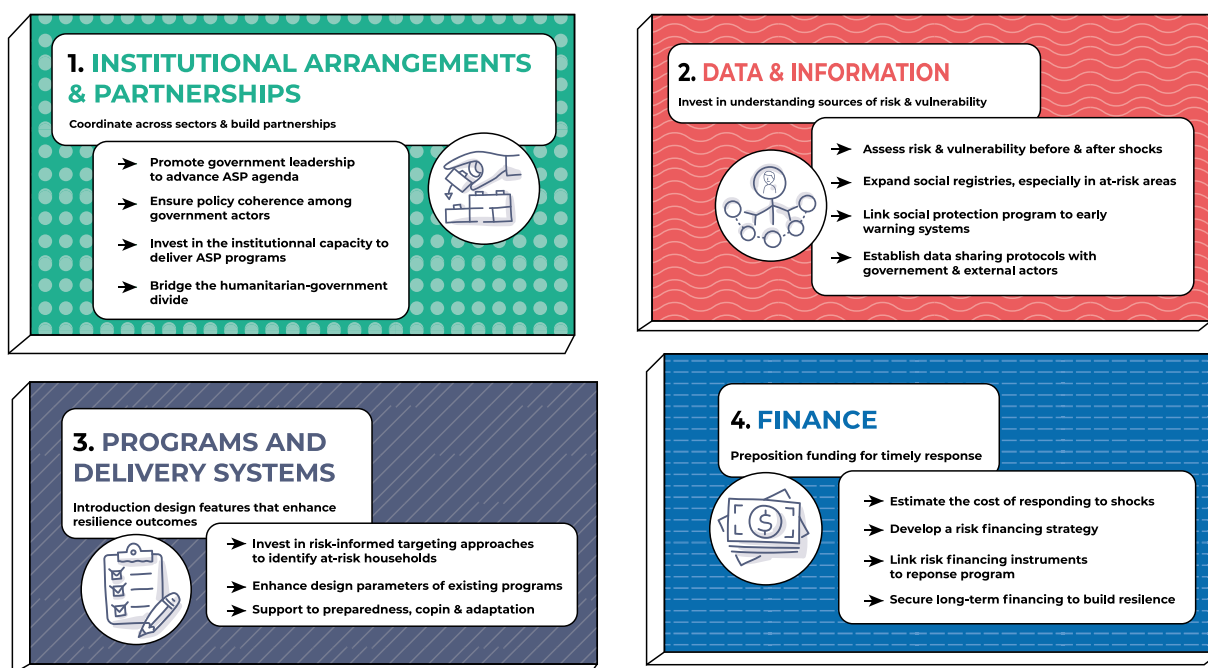 1. INSTITUTIONAL ARRANGEMENTS
& PARTNERSHIPS
Coordinate across sectors & build partnerships
Promote government leadership
to advance ASP agenda
Ensure policy coherence among
government actors
Invest in the institutionnal capacity to
deliver ASP programs
Bridge the humanitarian-government
divide
2. DATA & INFORMATION
Invest in understanding sources of risk & vulnerability
Assess risk & vulnerability before & after shocks
Expand social registries, especially in at-risk areas
Link social protection program to early
warning systems
Establish data sharing protocols with
governement & external actors
3. PROGRAMS AND
DELIVERY SYSTEMS
Introduction design features that enhance
resilience outcomes
Invest in risk-informed targeting approaches
to identify at-risk households
Enhance design parameters of existing programs
Support to preparedness, copin & adaptation
4. FINANCE
Preposition funding for timely response
$
Estimate the cost of responding to shocks
Develop a risk financing strategy
Link risk financing instruments
to reponse program
Secure long-term financing to build resilence